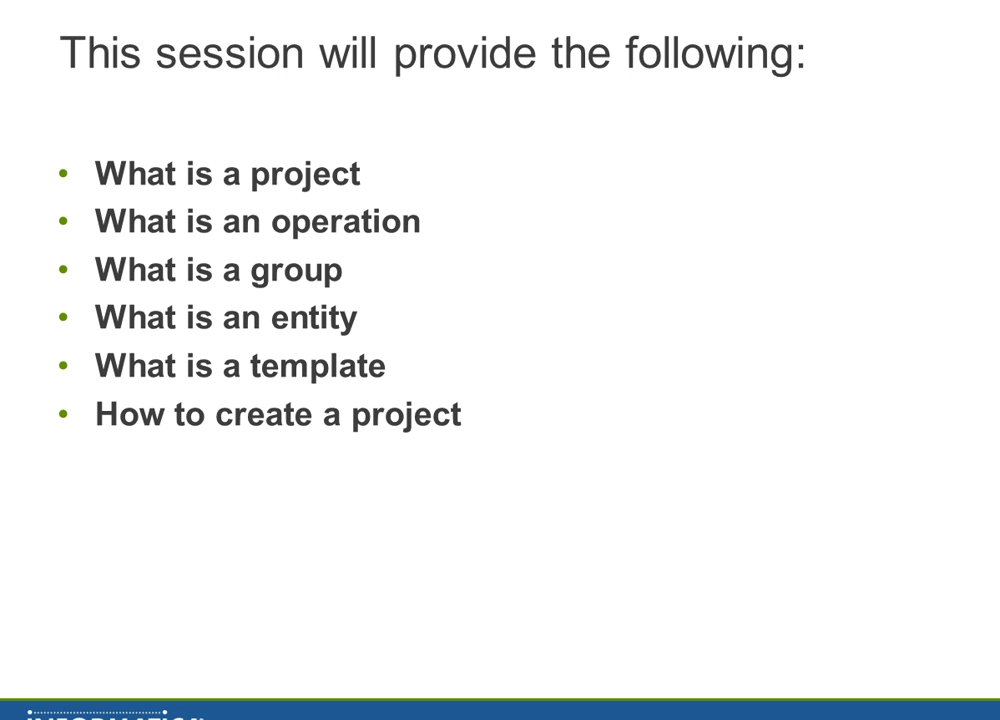 This session will provide the following:
• What is a project
• What is an operation
• What is a group
• What is an entity
• What is a template
• How to create a project